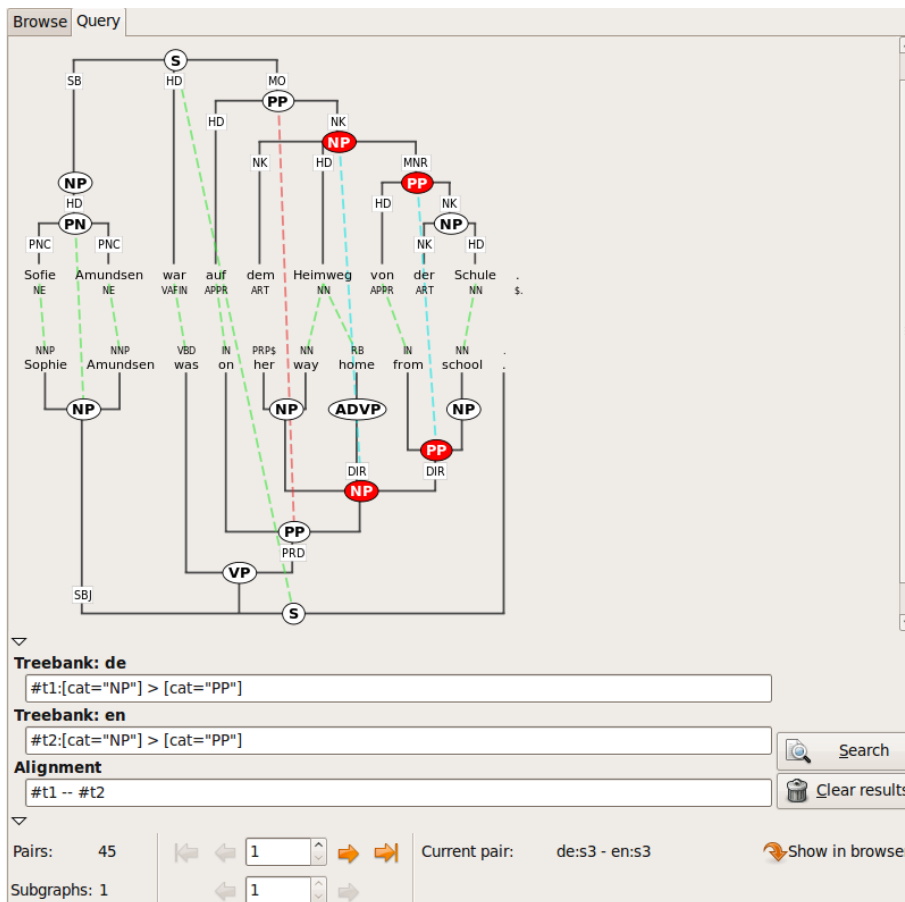 Browse Query
S
SB HD MO
PP
HD NK
NP
NK HD MNR
NP PP
HD HD NK
PN NP
PNC PNC NK HD
Sofie Amundsen war auf dem Heimweg von der Schule .
NE NE VAFIN APPR ART NN APPR ART NN $.
NNP NNP VBD IN PRP$ NN RB IN NN .
Sophie Amundsen was on her way home from school .
NP NP ADVP NP
PP
DIR DIR
NP
PP
PRD
VP
SBJ
S
Treebank: de
#t1:[cat="NP"] > [cat="PP"]
Treebank: en
#t2:[cat="NP"] > [cat="PP"]
Search
Alignment
#t1 -- #t2
Clear results
Pairs: 45 1 Current pair: de:s3 - en:s3 Show in browse
Subgraphs: 1 1